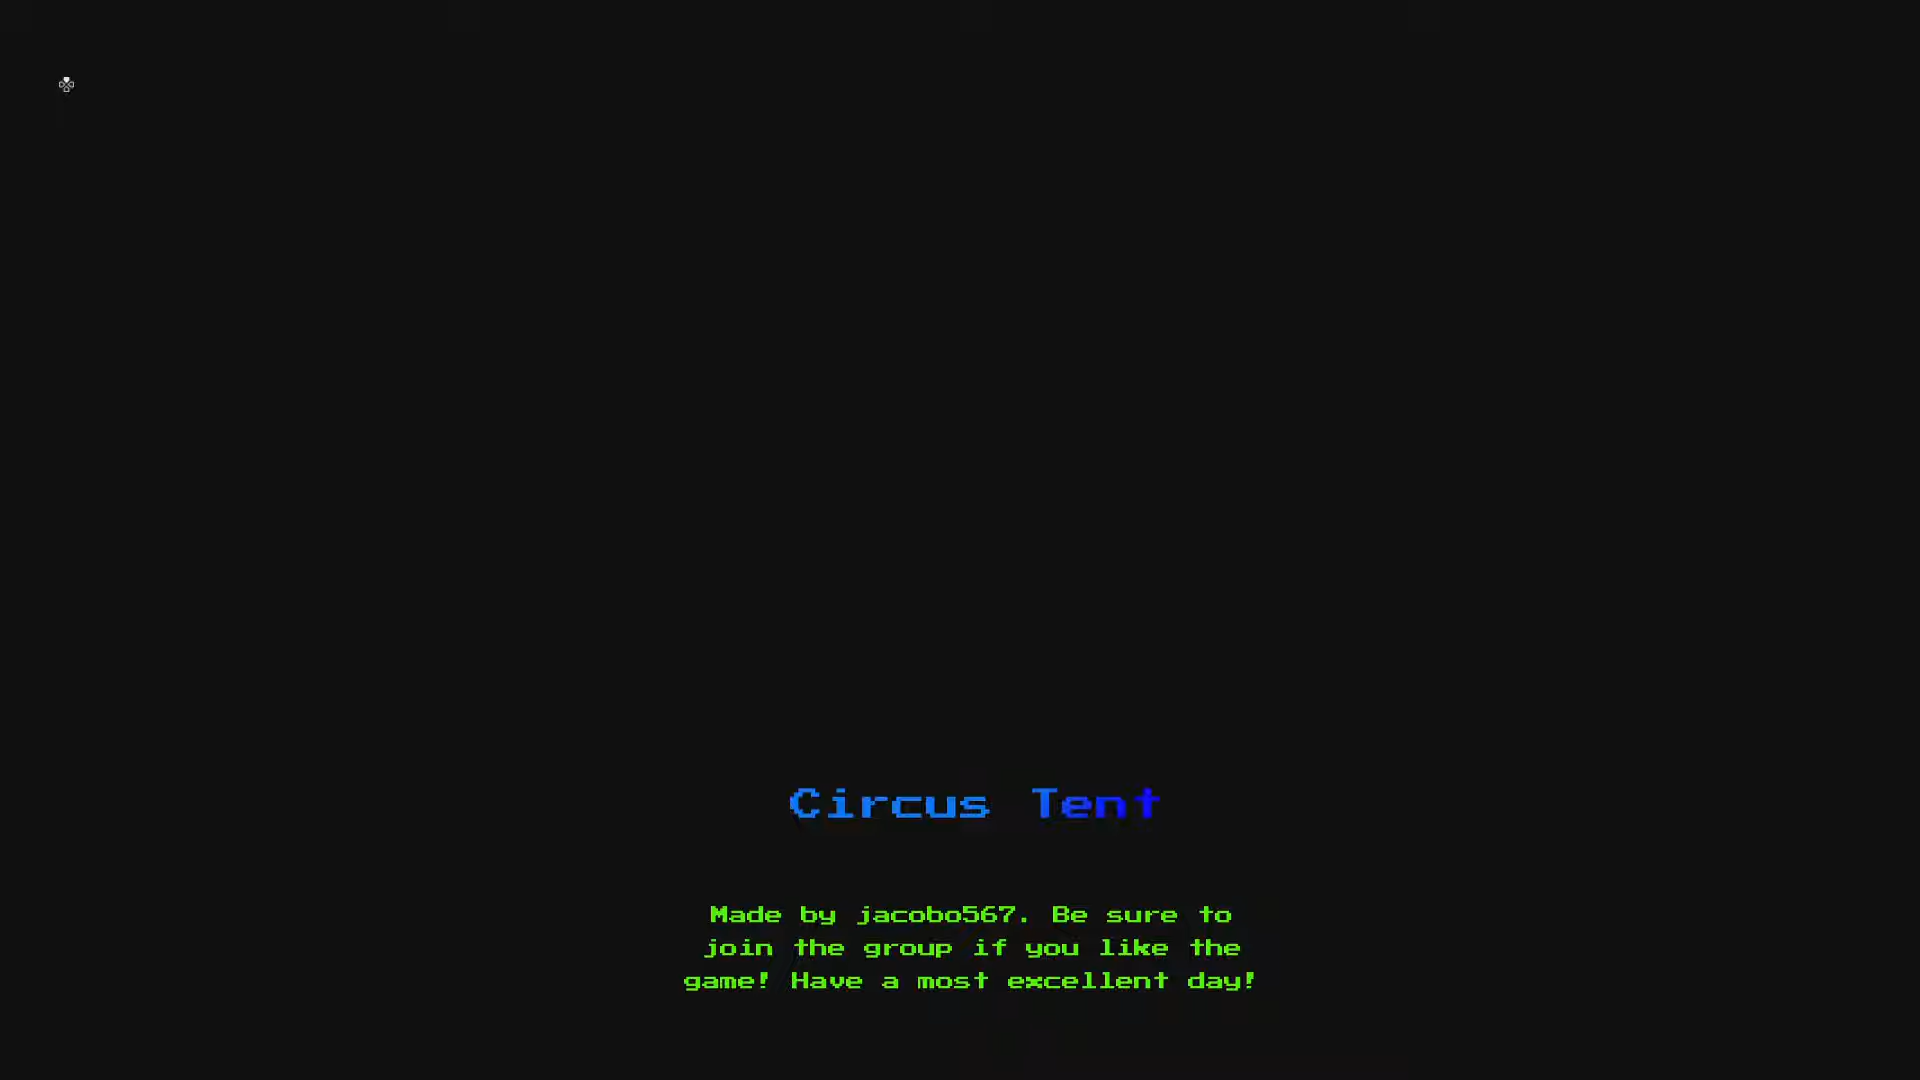 Circus Tent
Made by jacobo567. Be sure to
join the group if you like the
game! Have a most excellent day!